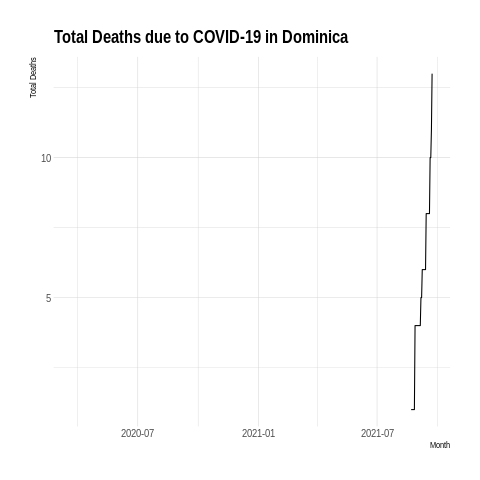 Total Deaths due to COVID-19 in Dominica
Total Deaths
10
5
2020-07 2021-01 2021-07
Month